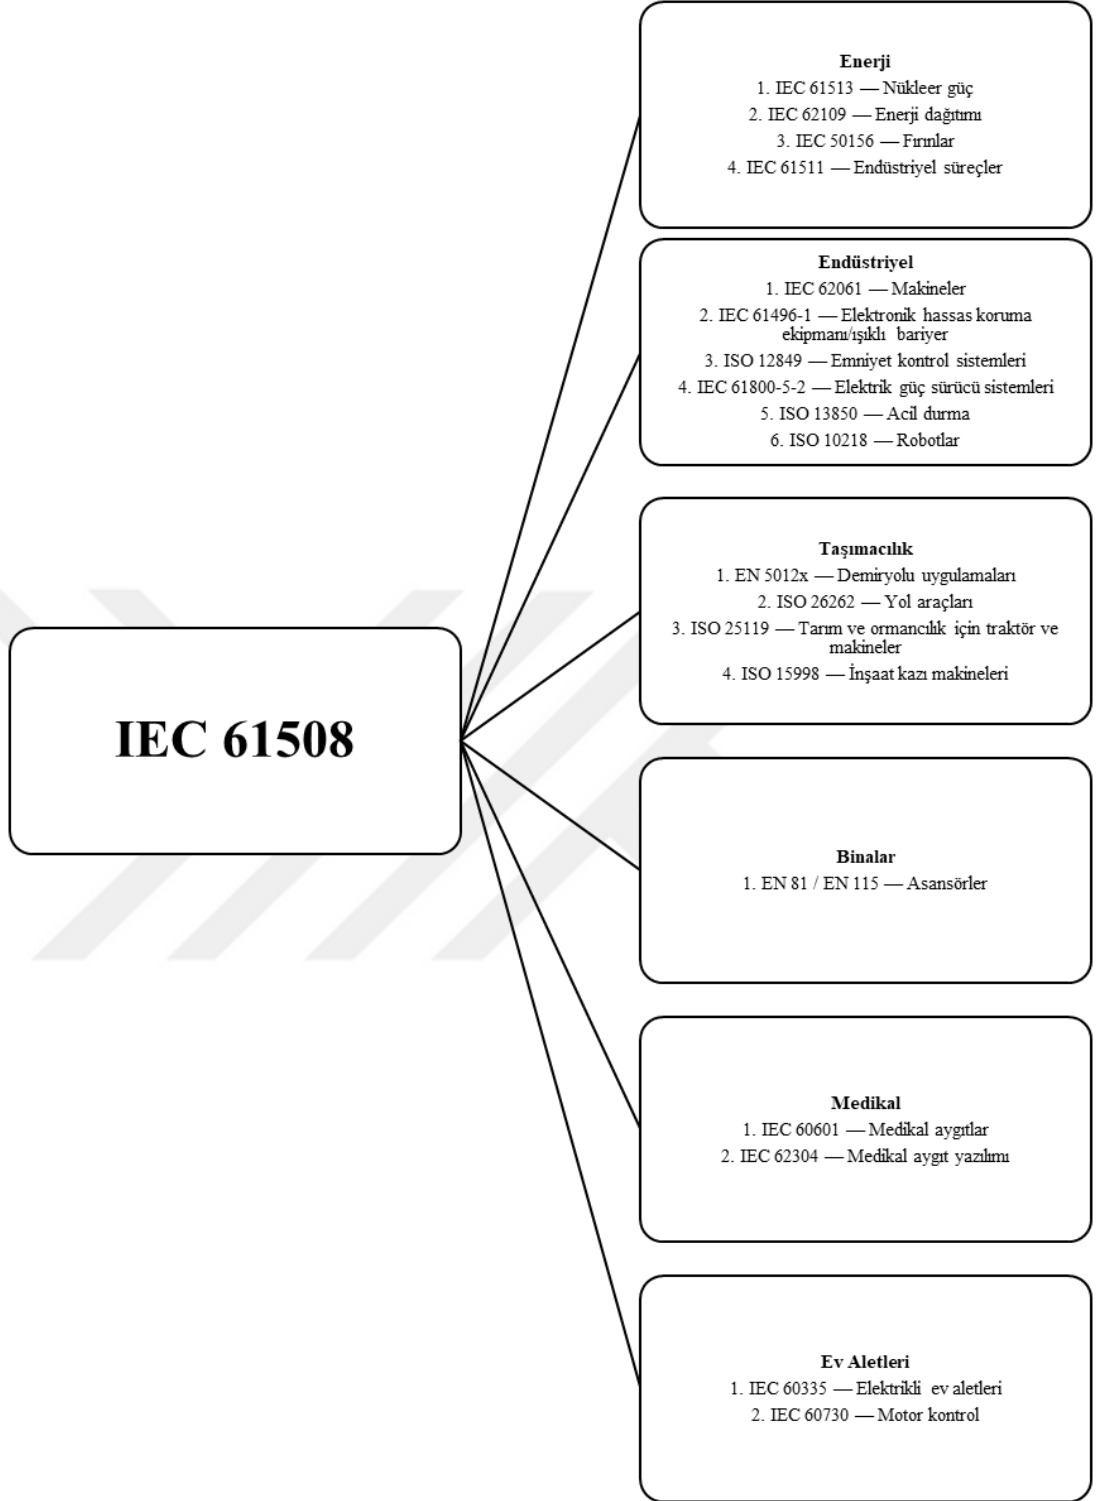 IEC 61508
Enerji
1. IEC 61513 — Nükleer güç
2. IEC 62109 — Enerji dağıtımı
3. IEC 50156 — Fırınlar
4. IEC 61511 — Endüstriyel süreçler
Endüstriyel
1. IEC 62061 — Makineler
2. IEC 61496-1 — Elektronik hassas koruma
ekipmanı/ışıklı bariyer
3. ISO 12849 — Emniyet kontrol sistemleri
4. IEC 61800-5-2 — Elektrik güç sürücü sistemleri
5. ISO 13850 — Acil durma
6. ISO 10218 — Robotlar
Taşımacılık
1. EN 5012x — Demiryolu uygulamaları
2. ISO 26262 — Yol araçları
3. ISO 25119 — Tarım ve ormancılık için traktör ve
makineler
4. ISO 15998 — İnşaat kazı makineleri
Binalar
1. EN 81 / EN 115 — Asansörler
Medikal
1. IEC 60601 — Medikal aygıtlar
2. IEC 62304 — Medikal aygıt yazılımı
Ev Aletleri
1. IEC 60335 — Elektrikli ev aletleri
2. IEC 60730 — Motor kontrol